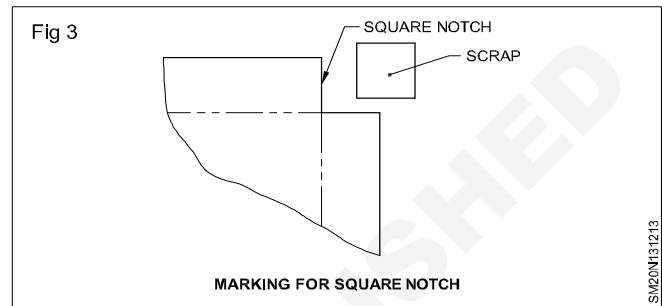 Fig 3
SQUARE NOTCH
SCRAP
MARKING FOR SQUARE NOTCH
SM20N131213